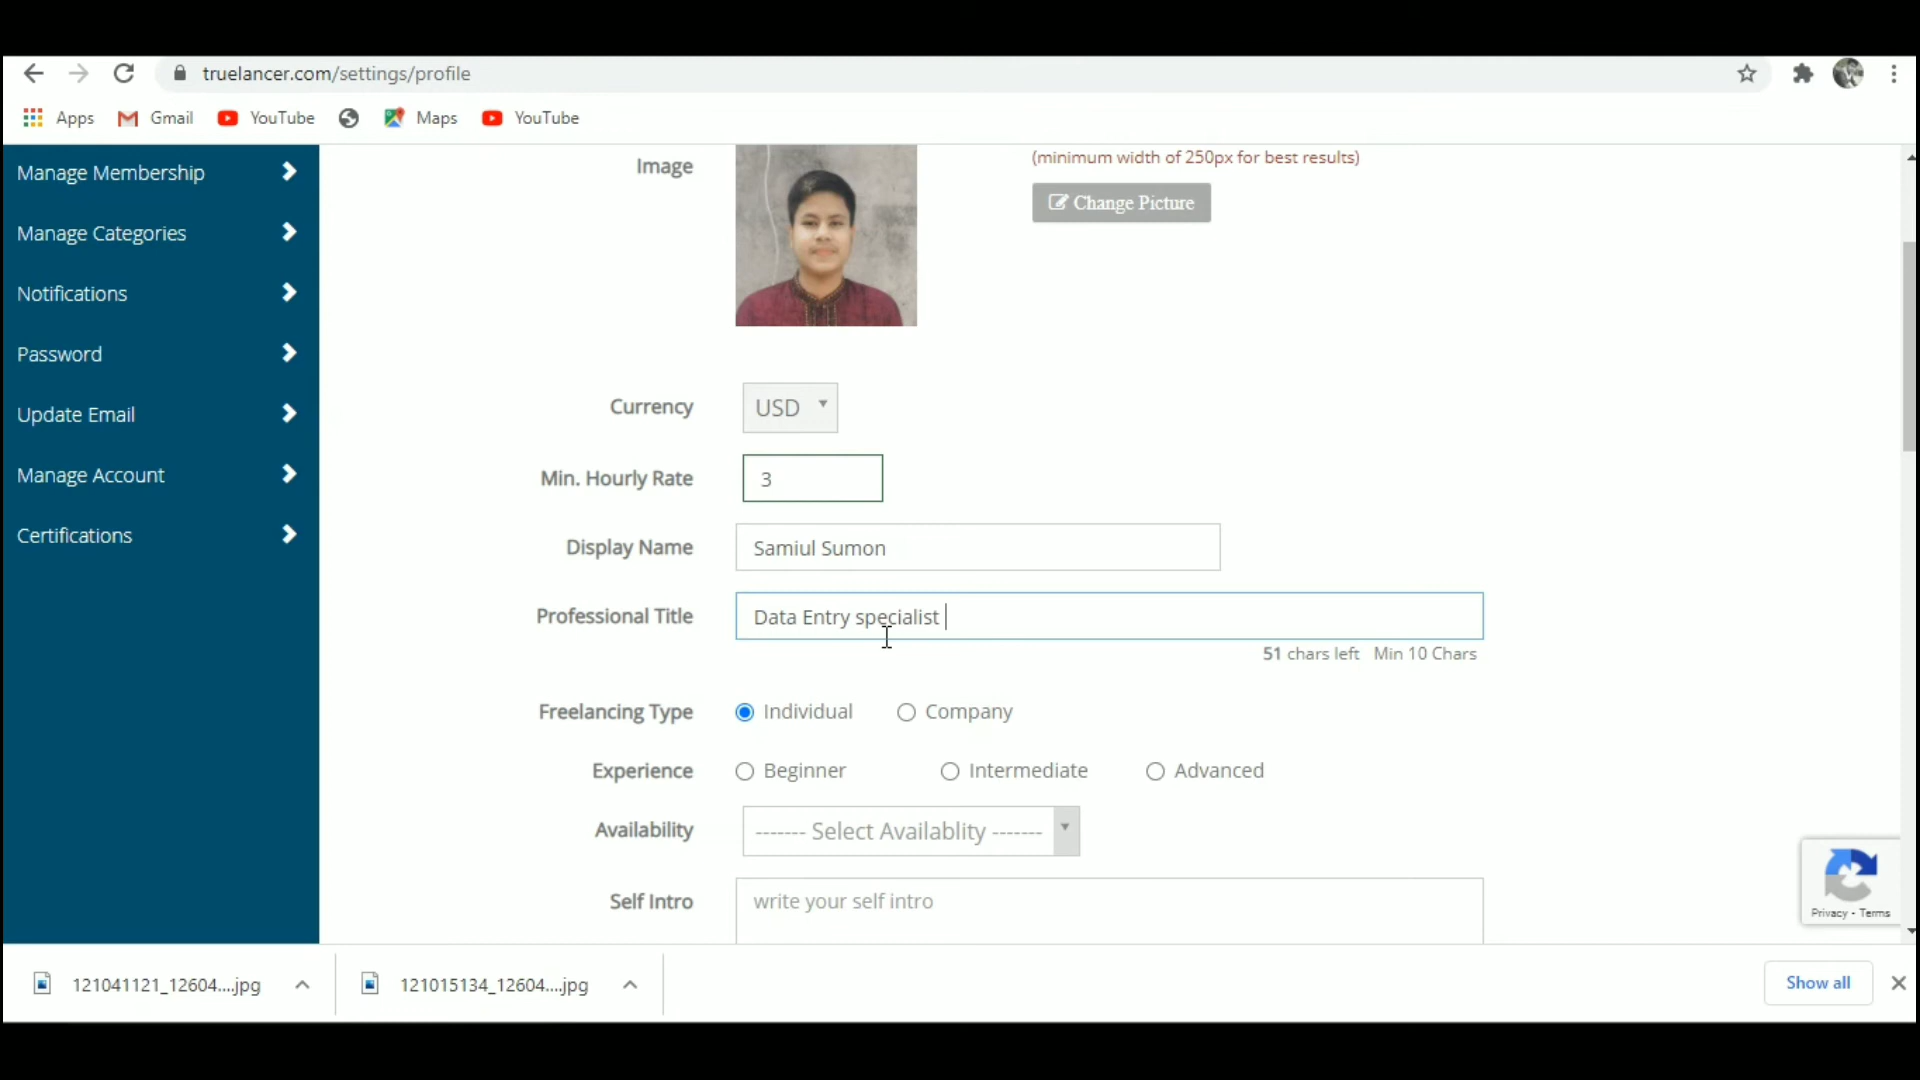 truelancer.com/settings/profile
Apps Gmail YouTube Maps YouTube
Manage Membership
Manage Categories
Notifications
Password
Update Email
Manage Account
Certifications
Image
(minimum width of 250px for best results)
Change Picture
Currency USD
Min. Hourly Rate 3
Display Name Samiul Sumon
Professional Title Data Entry specialist
51 chars left Min 10 Chars
Freelancing Type Individual Company
Experience Beginner Intermediate Advanced
Availability ------- Select Availablity -------
Self Intro write your self intro
Privacy - Terms
121041121_12604....jpg 121015134_12604....jpg Show all